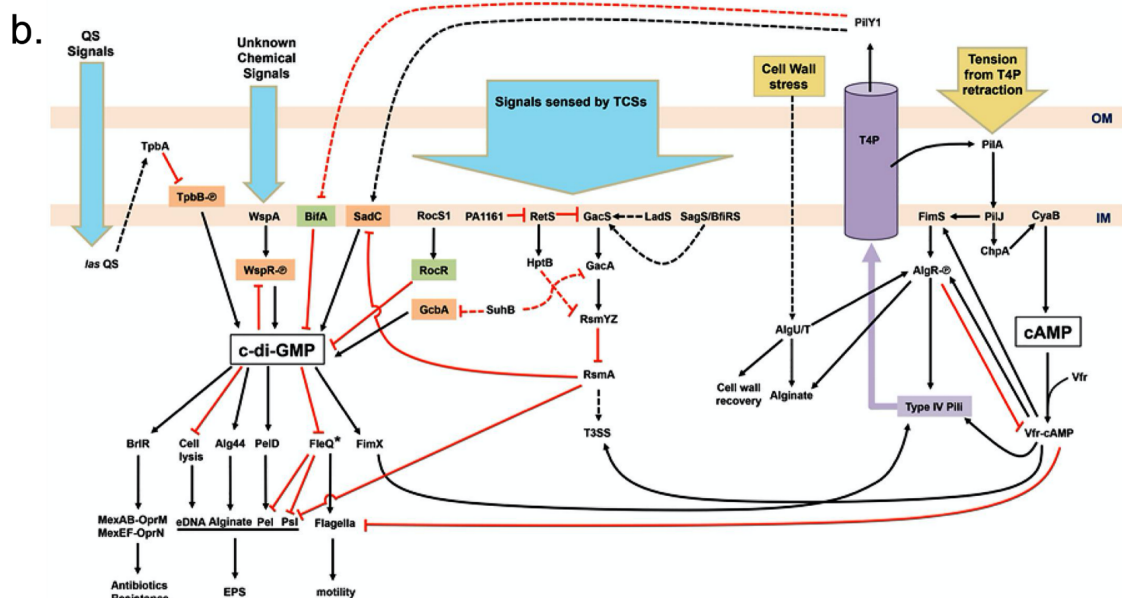 b.
QS
Signals
Unknown
Chemical
Signals
Signals sensed by TCSs
Cell Wall
stress
PilY1
Tension
from T4P
retraction
OM
T4P
TpbA
PilA
TpbB-℗
WspA
BifA
SadC
RocS1
PA1161
RetS
GacS
LadS
SagS/BfiRS
FimS
PilJ
CyaB
IM
ChpA
las QS
WspR-℗
RocR
HptB
GacA
AlgR-℗
GcbA
SuhB
RsmYZ
AlgU/T
cAMP
c-di-GMP
RsmA
Cell wall
recovery
Alginate
Vfr
Type IV Pili
BrlR
Cell
lysis
Alg44
PelD
FleQ*
FimX
T3SS
Vfr-cAMP
MexAB-OprM
MexEF-OprN
eDNA Alginate Pel Psl
Flagella
Antibiotics
Resistance
EPS
motility